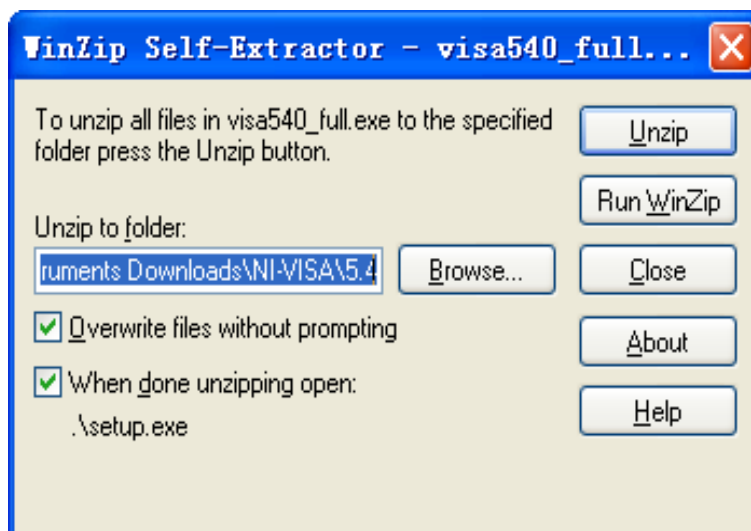 WinZip Self-Extractor - visa540_full...
To unzip all files in visa540_full.exe to the specified
folder press the Unzip button.
Unzip
Run WinZip
Unzip to folder:
ruments Downloads\NI-VISA\5.4
Browse...
Close
Overwrite files without prompting
About
When done unzipping open:
.\setup.exe
Help